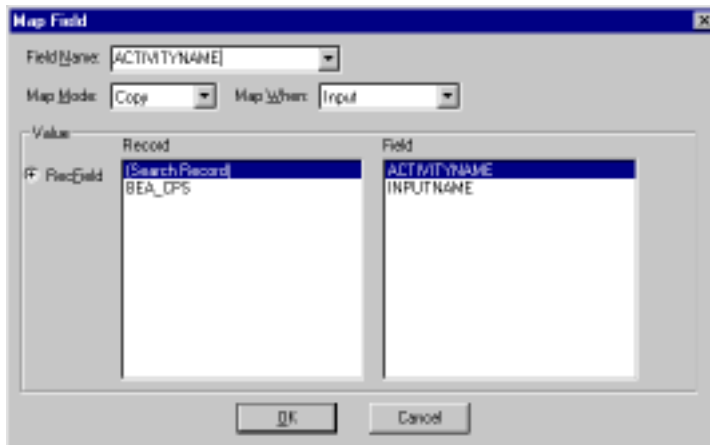 Map Field
Field Name: ACTIVITYNAME
Map Mode: Copy Map When: Input
Value
Record Field
RecField
(Search Record) ACTIVITYNAME
BEA_CPS INPUTNAME
OK Cancel